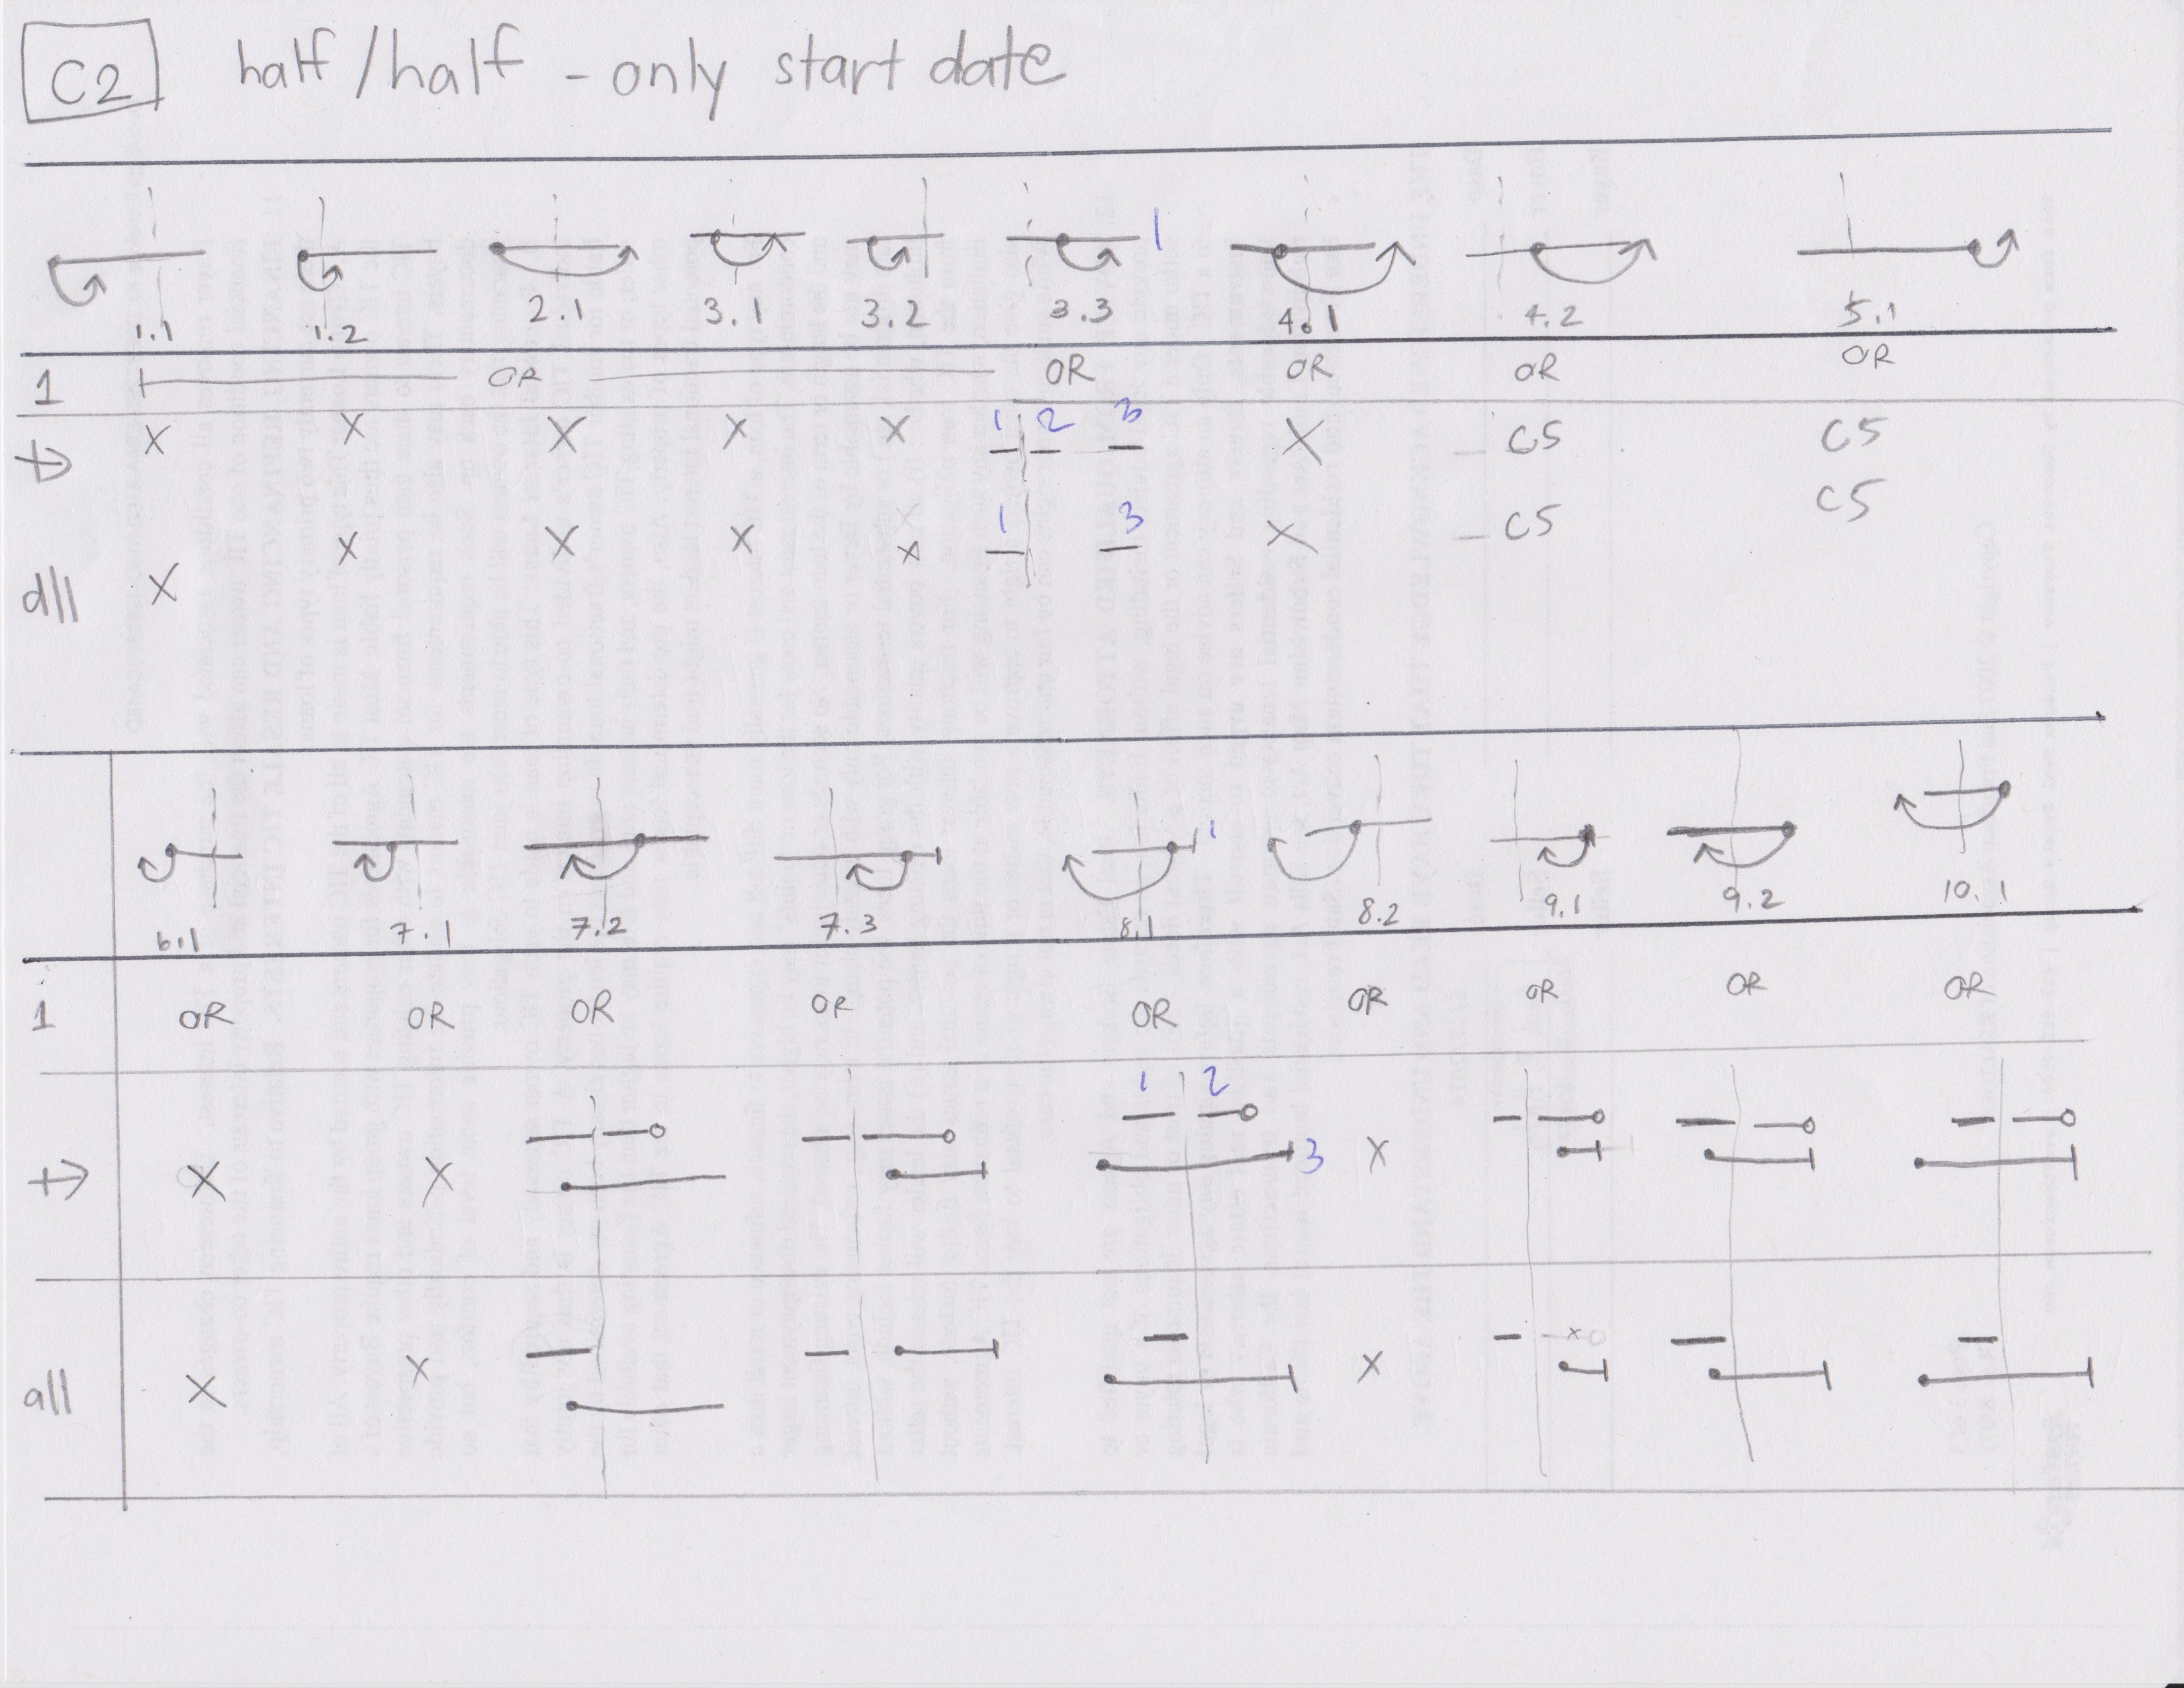 C2 half/half - only start date
1
1.1 1.2 2.1 3.1 3.2 3.3 4.1 4.2 5.1
1 OR OR OR OR OR
X X X X X 1 2 3 X C5 C5
all X X X X X 1 3 X C5 C5
1
6.1 7.1 7.2 7.3 8.1 8.2 9.1 9.2 10.1
1 OR OR OR OR OR OR OR OR OR
1 2
X X 3 X
all X X X x